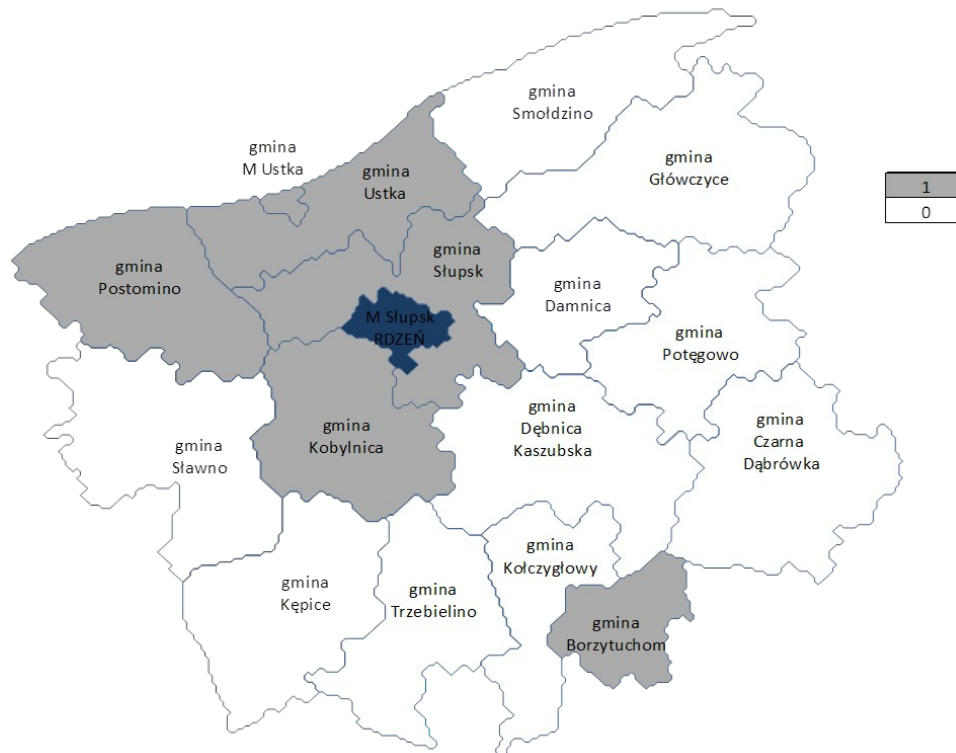 gmina
Smołdzino
gmina
M Ustka
gmina
Ustka
gmina
Główczyce
1
0
gmina
Słupsk
gmina
Postomino
gmina
Damnica
M Słupsk
RDZEŃ
gmina
Potęgowo
gmina
Dębnica
Kaszubska
gmina
Kobylnica
gmina
Czarna
Dąbrówka
gmina
Sławno
gmina
Kołczygłowy
gmina
Kępice
gmina
Trzebielino
gmina
Borzytuchom